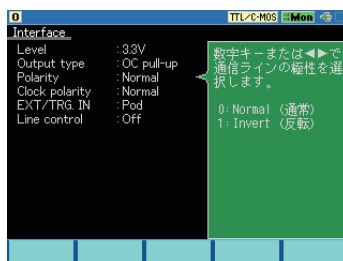 0
TTL/C-MOS Mon
Interface
Level :3.3V
Output type :OC pull-up
Polarity :Normal
Clock polarity :Normal
EXT/TRG. IN :Pod
Line control :Off
数字キーまたは◀▶で
通信ラインの極性を選
択します。
0: Normal (通常)
1: Invert (反転)